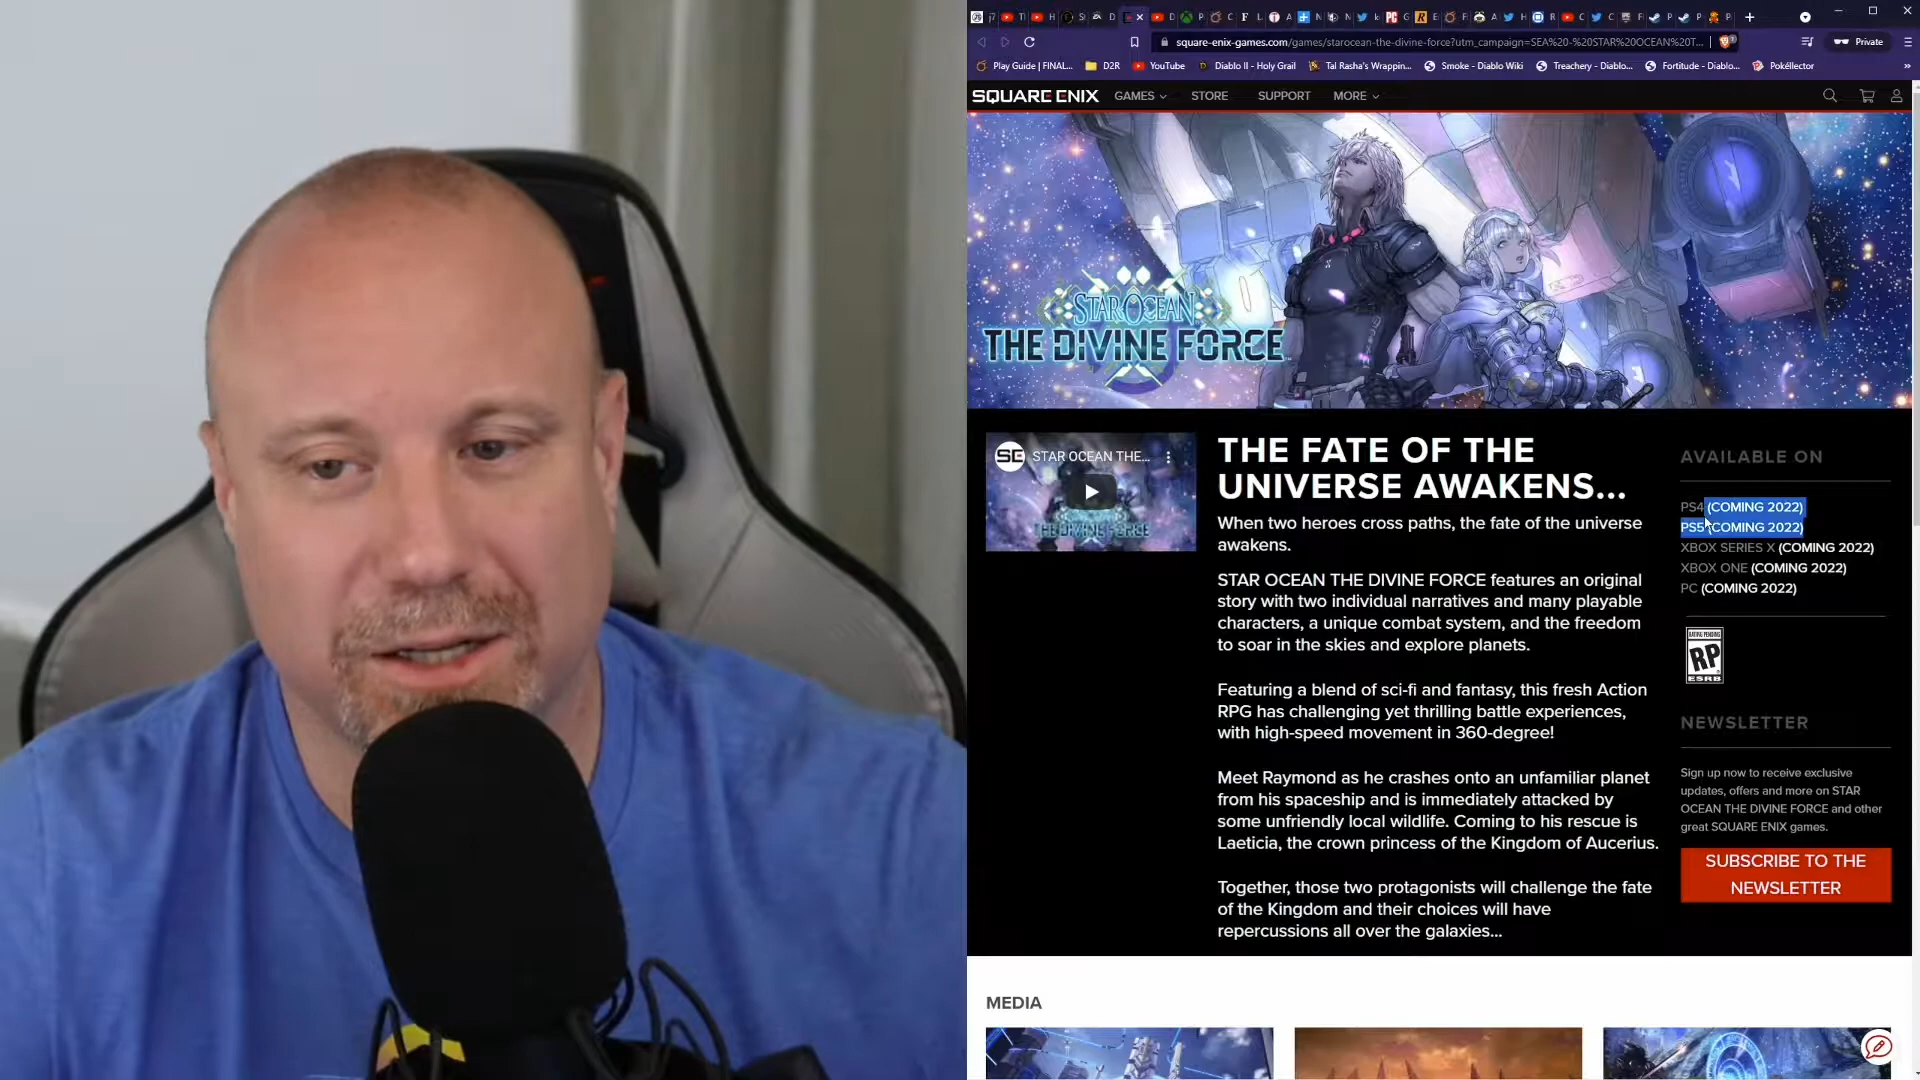 square-enix-games.com/games/starocean-the-divine-force?utm_campaign=SEA%20-%20STAR%20OCEAN%20T...
Private
Play Guide | FINAL...
D2R
YouTube
Diablo II - Holy Grail
Tal Rasha's Wrappin...
Smoke - Diablo Wiki
Treachery - Diablo...
Fortitude - Diablo...
Pokéllector
SQUARE ENIX
GAMES
STORE
SUPPORT
MORE
STAR OCEAN
THE DIVINE FORCE
STAR OCEAN THE...
THE DIVINE FORCE
THE FATE OF THE
UNIVERSE AWAKENS...
When two heroes cross paths, the fate of the universe
awakens.
STAR OCEAN THE DIVINE FORCE features an original
story with two individual narratives and many playable
characters, a unique combat system, and the freedom
to soar in the skies and explore planets.
Featuring a blend of sci-fi and fantasy, this fresh Action
RPG has challenging yet thrilling battle experiences,
with high-speed movement in 360-degree!
Meet Raymond as he crashes onto an unfamiliar planet
from his spaceship and is immediately attacked by
some unfriendly local wildlife. Coming to his rescue is
Laeticia, the crown princess of the Kingdom of Aucerius.
Together, those two protagonists will challenge the fate
of the Kingdom and their choices will have
repercussions all over the galaxies...
AVAILABLE ON
PS4 (COMING 2022)
PS5 (COMING 2022)
XBOX SERIES X (COMING 2022)
XBOX ONE (COMING 2022)
PC (COMING 2022)
RATING PENDING
RP
ESRB
NEWSLETTER
Sign up now to receive exclusive
updates, offers and more on STAR
OCEAN THE DIVINE FORCE and other
great SQUARE ENIX games.
SUBSCRIBE TO THE
NEWSLETTER
MEDIA